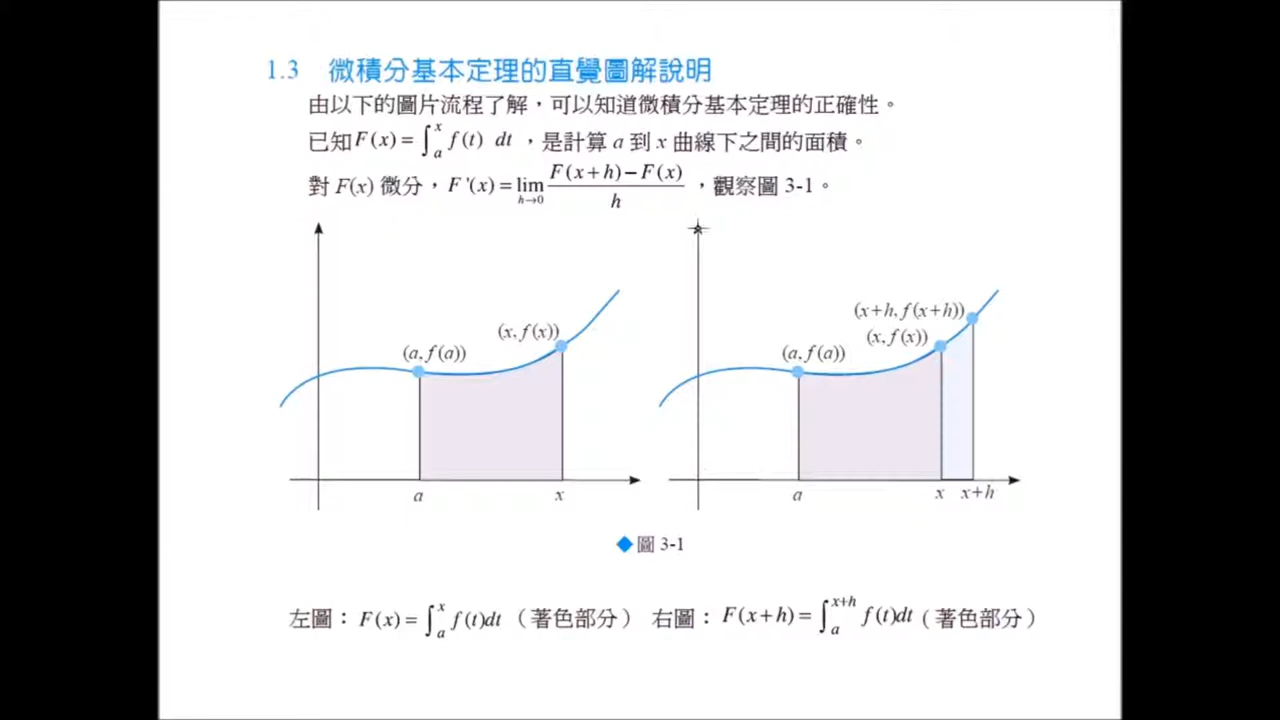 1.3 微積分基本定理的直覺圖解說明
由以下的圖片流程了解，可以知道微積分基本定理的正確性。
已知F(x)=∫ₐˣ f(t) dt，是計算 a 到 x 曲線下之間的面積。
對 F(x) 微分，F'(x)=lim_{h→0} (F(x+h)−F(x))/h，觀察圖 3-1。
(a, f(a))
(x, f(x))
a
x
(x+h, f(x+h))
(x, f(x))
(a, f(a))
a
x
x+h
◆圖 3-1
左圖：F(x)=∫ₐˣ f(t)dt（著色部分） 右圖：F(x+h)=∫ₐˣ⁺ʰ f(t)dt（著色部分）